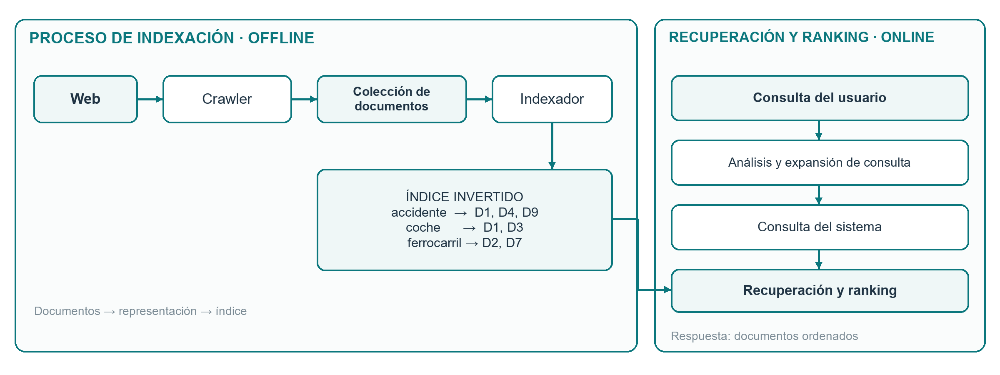 PROCESO DE INDEXACIÓN · OFFLINE
Web
Crawler
Colección de
documentos
Indexador
ÍNDICE INVERTIDO
accidente → D1, D4, D9
coche → D1, D3
ferrocarril → D2, D7
Documentos → representación → índice
RECUPERACIÓN Y RANKING · ONLINE
Consulta del usuario
Análisis y expansión de consulta
Consulta del sistema
Recuperación y ranking
Respuesta: documentos ordenados